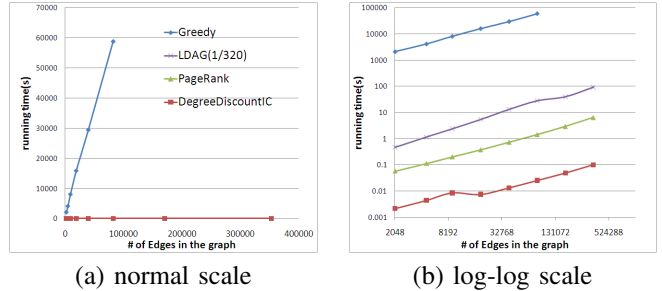 70000
60000
50000
40000
30000
20000
10000
0
running time(s)
Greedy
LDAG(1/320)
PageRank
DegreeDiscountIC
0 100000 200000 300000 400000
# of Edges in the graph
(a) normal scale
100000
10000
1000
100
10
1
0.1
0.01
0.001
running time(s)
2048 8192 32768 131072 524288
# of Edges in the graph
(b) log-log scale